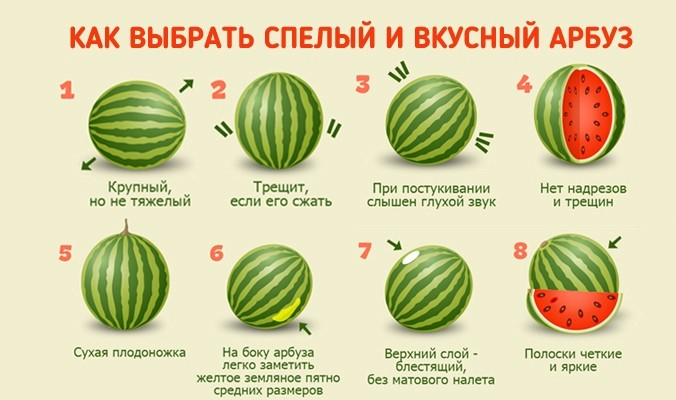 КАК ВЫБРАТЬ СПЕЛЫЙ И ВКУСНЫЙ АРБУЗ
1
Крупный,
но не тяжелый
2
Трещит,
если его сжать
3
При постукивании
слышен глухой звук
4
Нет надрезов
и трещин
5
Сухая плодоножка
6
На боку арбуза
легко заметить
желтое земляное пятно
средних размеров
7
Верхний слой -
блестящий,
без матового налета
8
Полоски четкие
и яркие